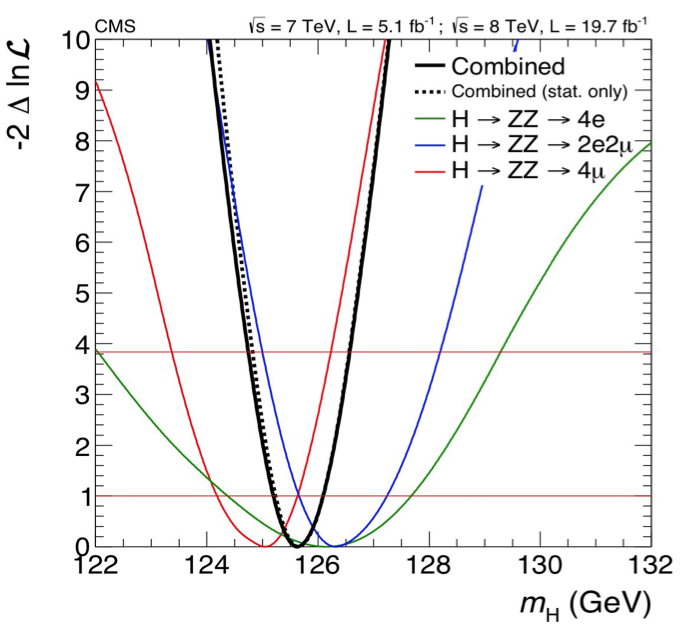 CMS √s = 7 TeV, L = 5.1 fb⁻¹ ; √s = 8 TeV, L = 19.7 fb⁻¹
-2 Δ lnℒ
10
9
8
7
6
5
4
3
2
1
0
Combined
Combined (stat. only)
H → ZZ → 4e
H → ZZ → 2e2μ
H → ZZ → 4μ
122 124 126 128 130 132
m_H (GeV)